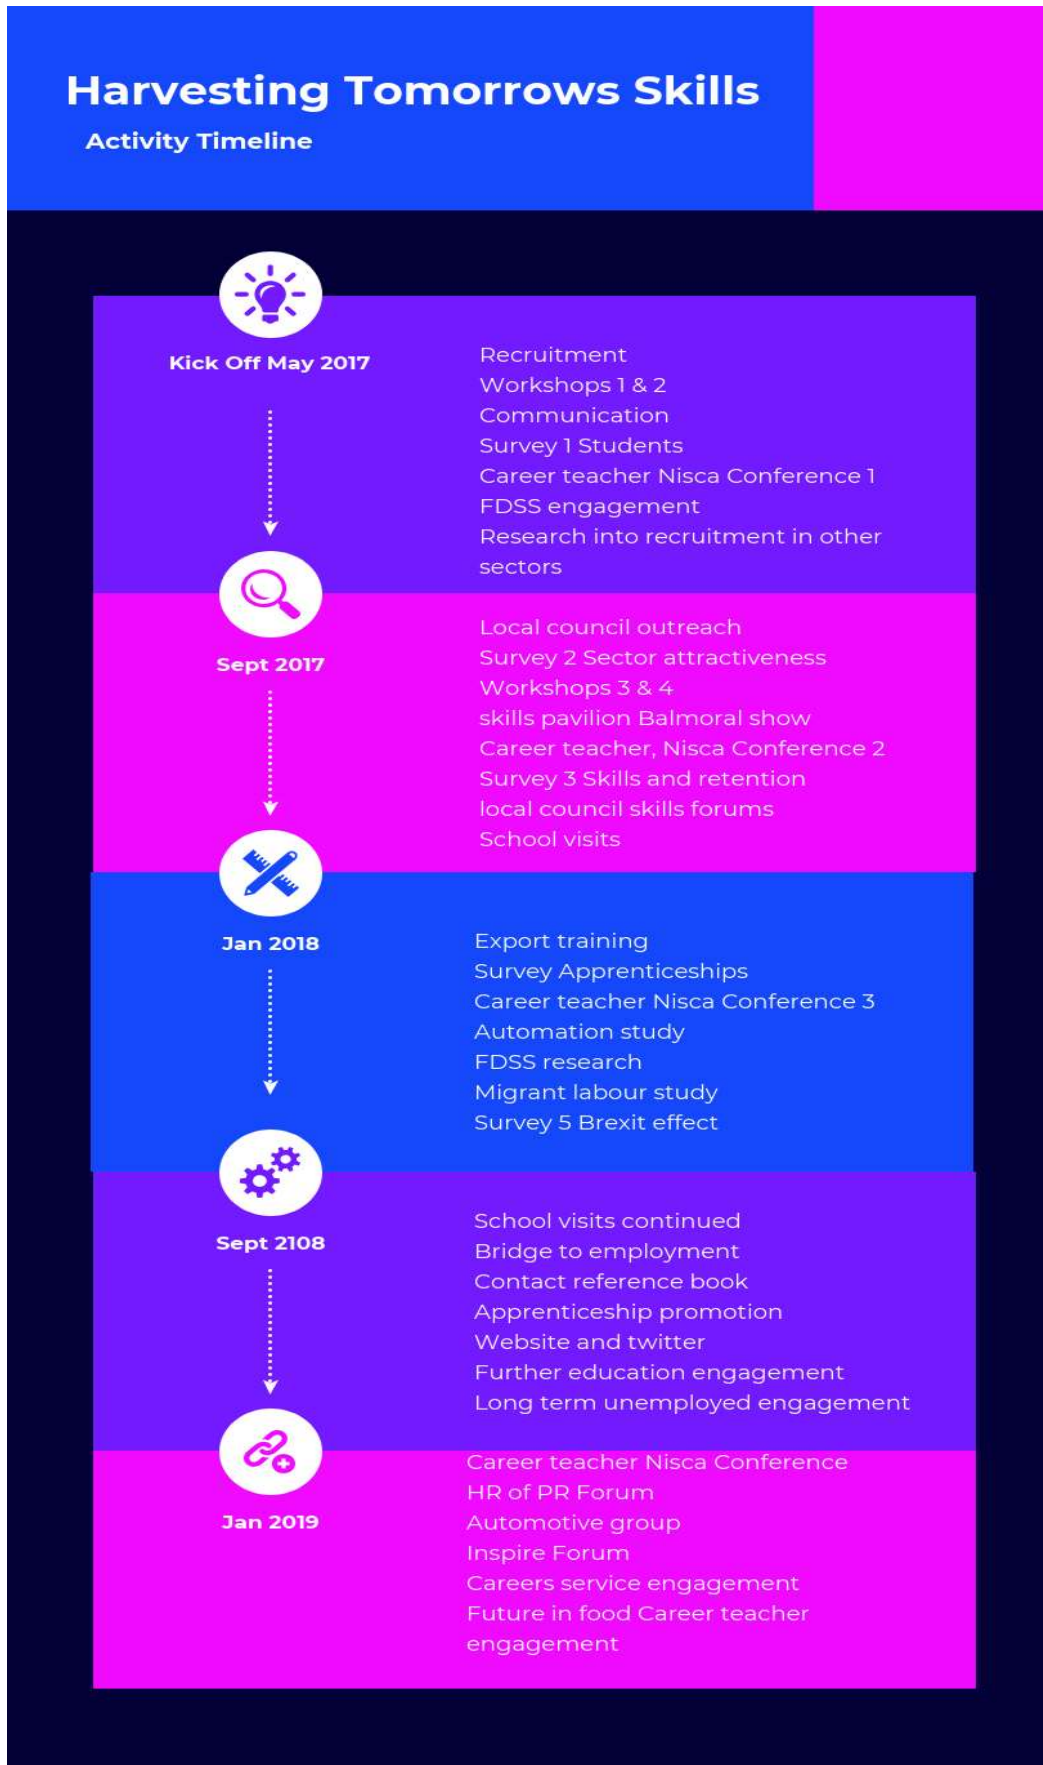 Harvesting Tomorrows Skills
Activity Timeline
Kick Off May 2017
Recruitment
Workshops 1 & 2
Communication
Survey 1 Students
Career teacher Nisca Conference 1
FDSS engagement
Research into recruitment in other
sectors
Sept 2017
Local council outreach
Survey 2 Sector attractiveness
Workshops 3 & 4
skills pavilion Balmoral show
Career teacher, Nisca Conference 2
Survey 3 Skills and retention
local council skills forums
School visits
Jan 2018
Export training
Survey Apprenticeships
Career teacher Nisca Conference 3
Automation study
FDSS research
Migrant labour study
Survey 5 Brexit effect
Sept 2108
School visits continued
Bridge to employment
Contact reference book
Apprenticeship promotion
Website and twitter
Further education engagement
Long term unemployed engagement
Jan 2019
Career teacher Nisca Conference
HR of PR Forum
Automotive group
Inspire Forum
Careers service engagement
Future in food Career teacher
engagement